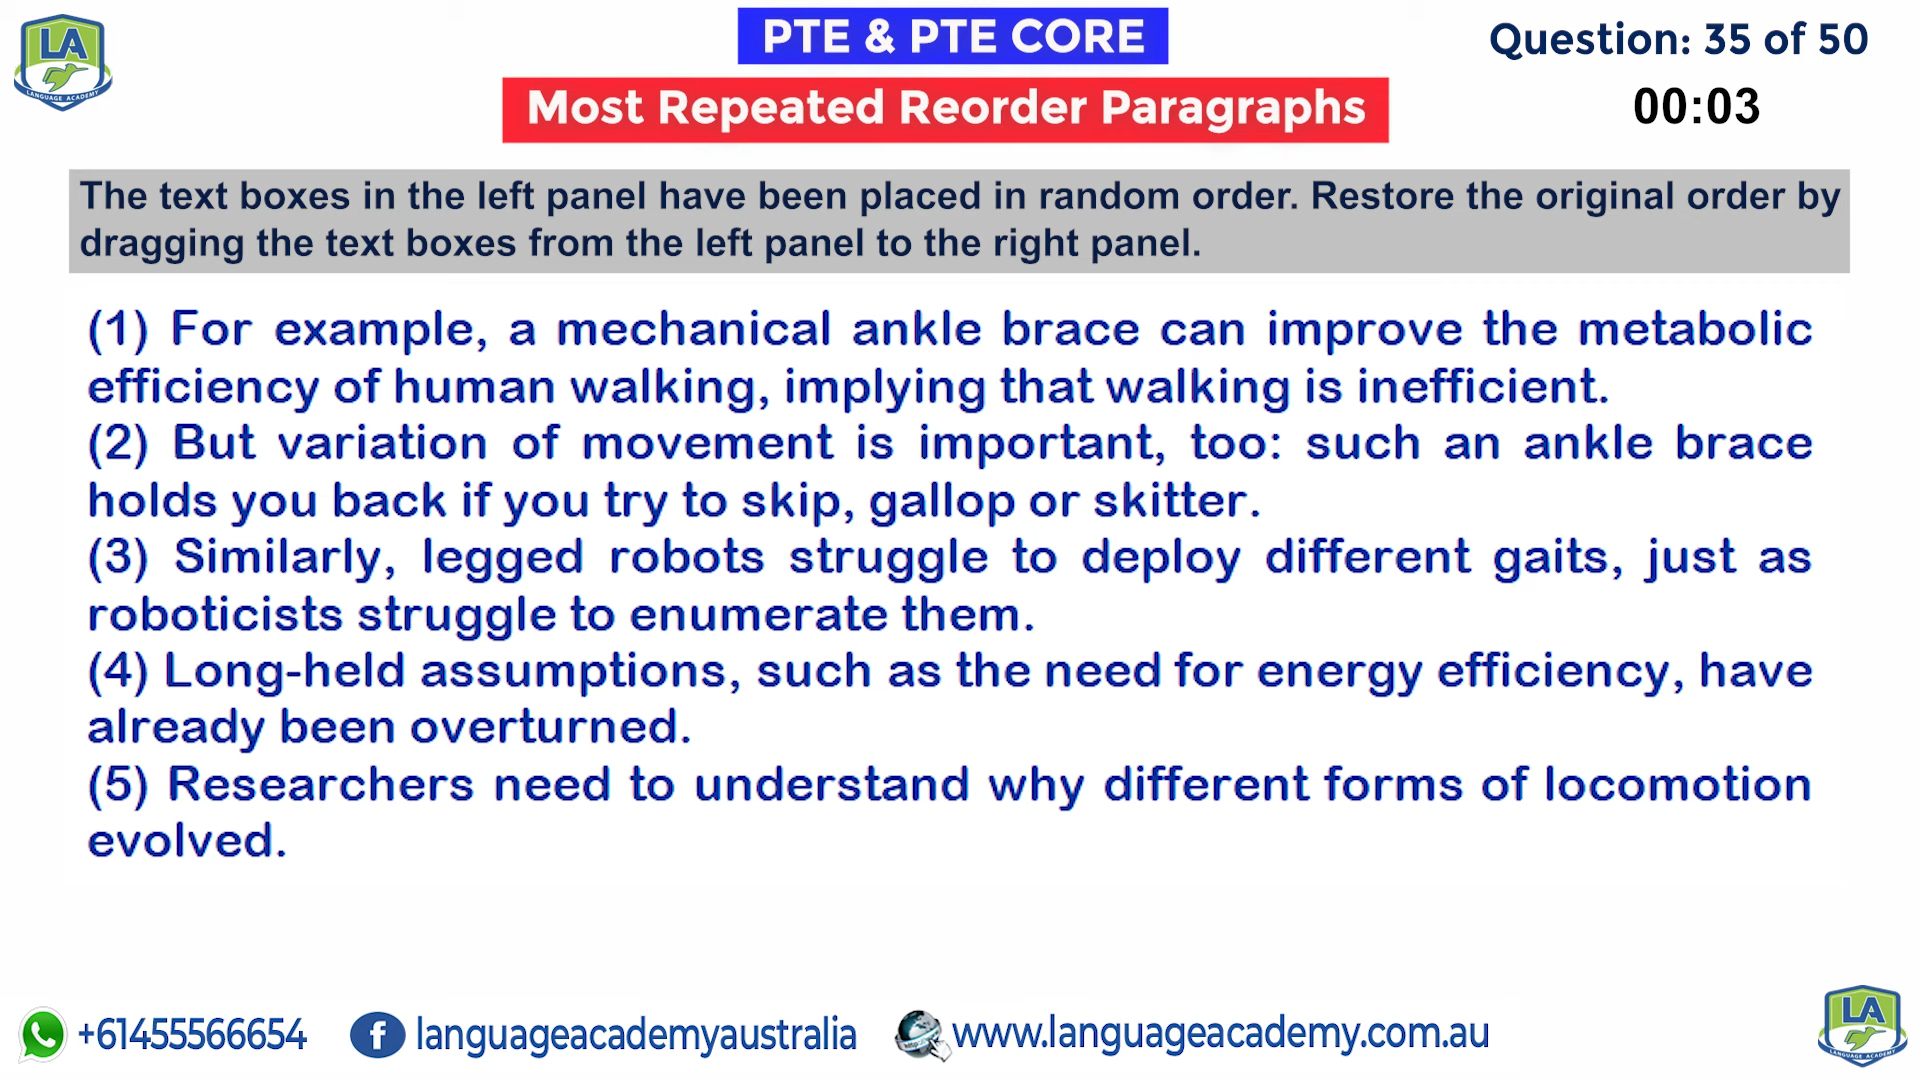 LA
LANGUAGE ACADEMY
PTE & PTE CORE
Most Repeated Reorder Paragraphs
Question: 35 of 50
00:03
The text boxes in the left panel have been placed in random order. Restore the original order by
dragging the text boxes from the left panel to the right panel.
(1) For example, a mechanical ankle brace can improve the metabolic
efficiency of human walking, implying that walking is inefficient.
(2) But variation of movement is important, too: such an ankle brace
holds you back if you try to skip, gallop or skitter.
(3) Similarly, legged robots struggle to deploy different gaits, just as
roboticists struggle to enumerate them.
(4) Long-held assumptions, such as the need for energy efficiency, have
already been overturned.
(5) Researchers need to understand why different forms of locomotion
evolved.
+61455566654
f
languageacademyaustralia
www.languageacademy.com.au
LA
LANGUAGE ACADEMY